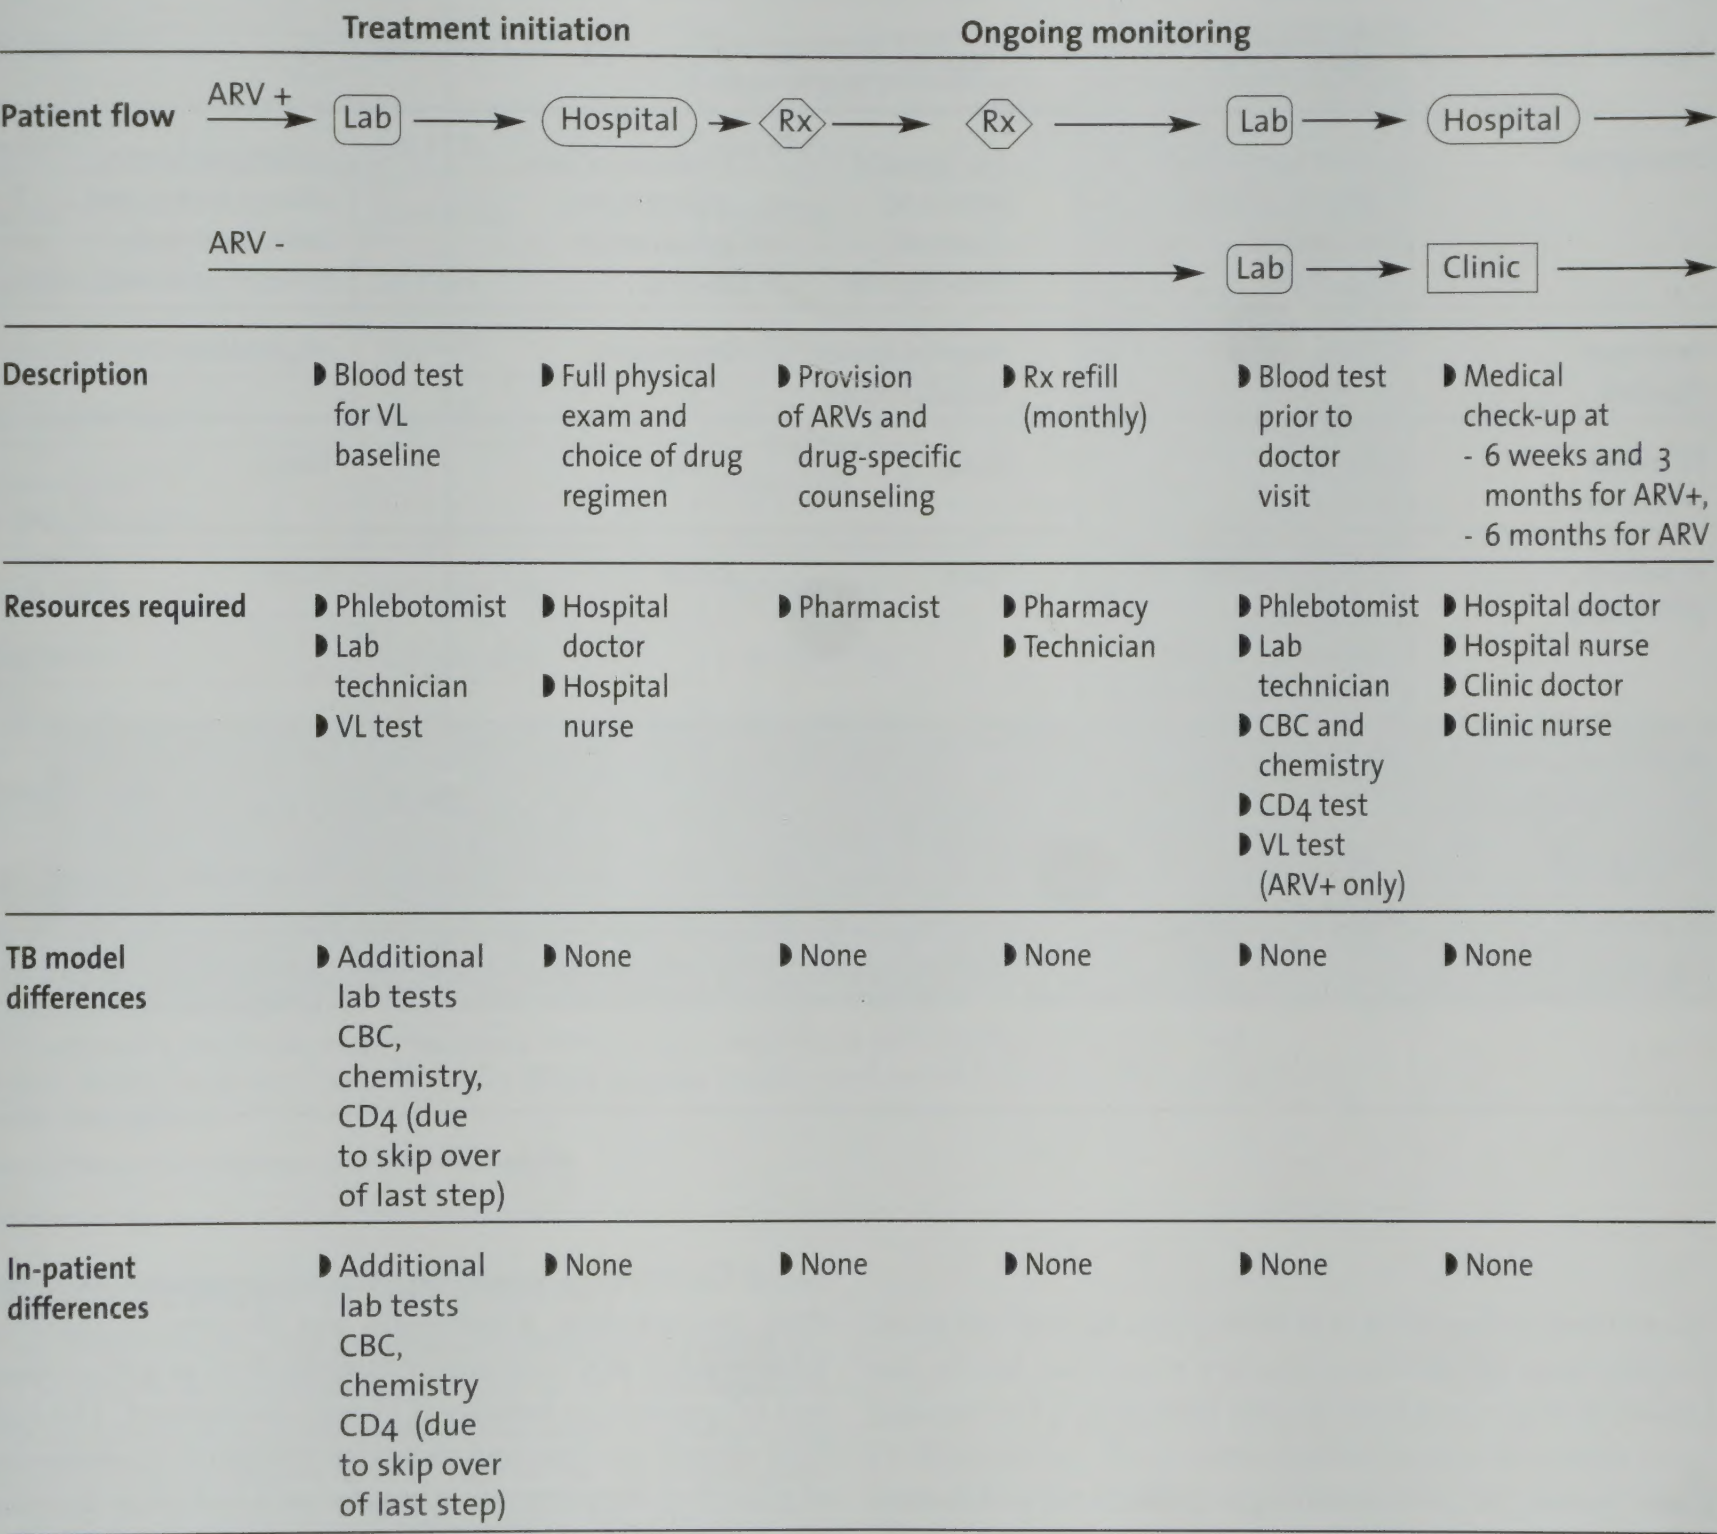 Treatment initiation
Ongoing monitoring
Patient flow
ARV +
Lab
Hospital
Rx
Rx
Lab
Hospital
ARV -
Lab
Clinic
Description
Blood test
for VL
baseline
Full physical
exam and
choice of drug
regimen
Provision
of ARVs and
drug-specific
counseling
Rx refill
(monthly)
Blood test
prior to
doctor
visit
Medical
check-up at
- 6 weeks and 3
months for ARV+,
- 6 months for ARV
Resources required
Phlebotomist
Lab
technician
VL test
Hospital
doctor
Hospital
nurse
Pharmacist
Pharmacy
Technician
Phlebotomist
Lab
technician
CBC and
chemistry
CD4 test
VL test
(ARV+ only)
Hospital doctor
Hospital nurse
Clinic doctor
Clinic nurse
TB model
differences
Additional
lab tests
CBC,
chemistry,
CD4 (due
to skip over
of last step)
None
None
None
None
None
In-patient
differences
Additional
lab tests
CBC,
chemistry
CD4 (due
to skip over
of last step)
None
None
None
None
None